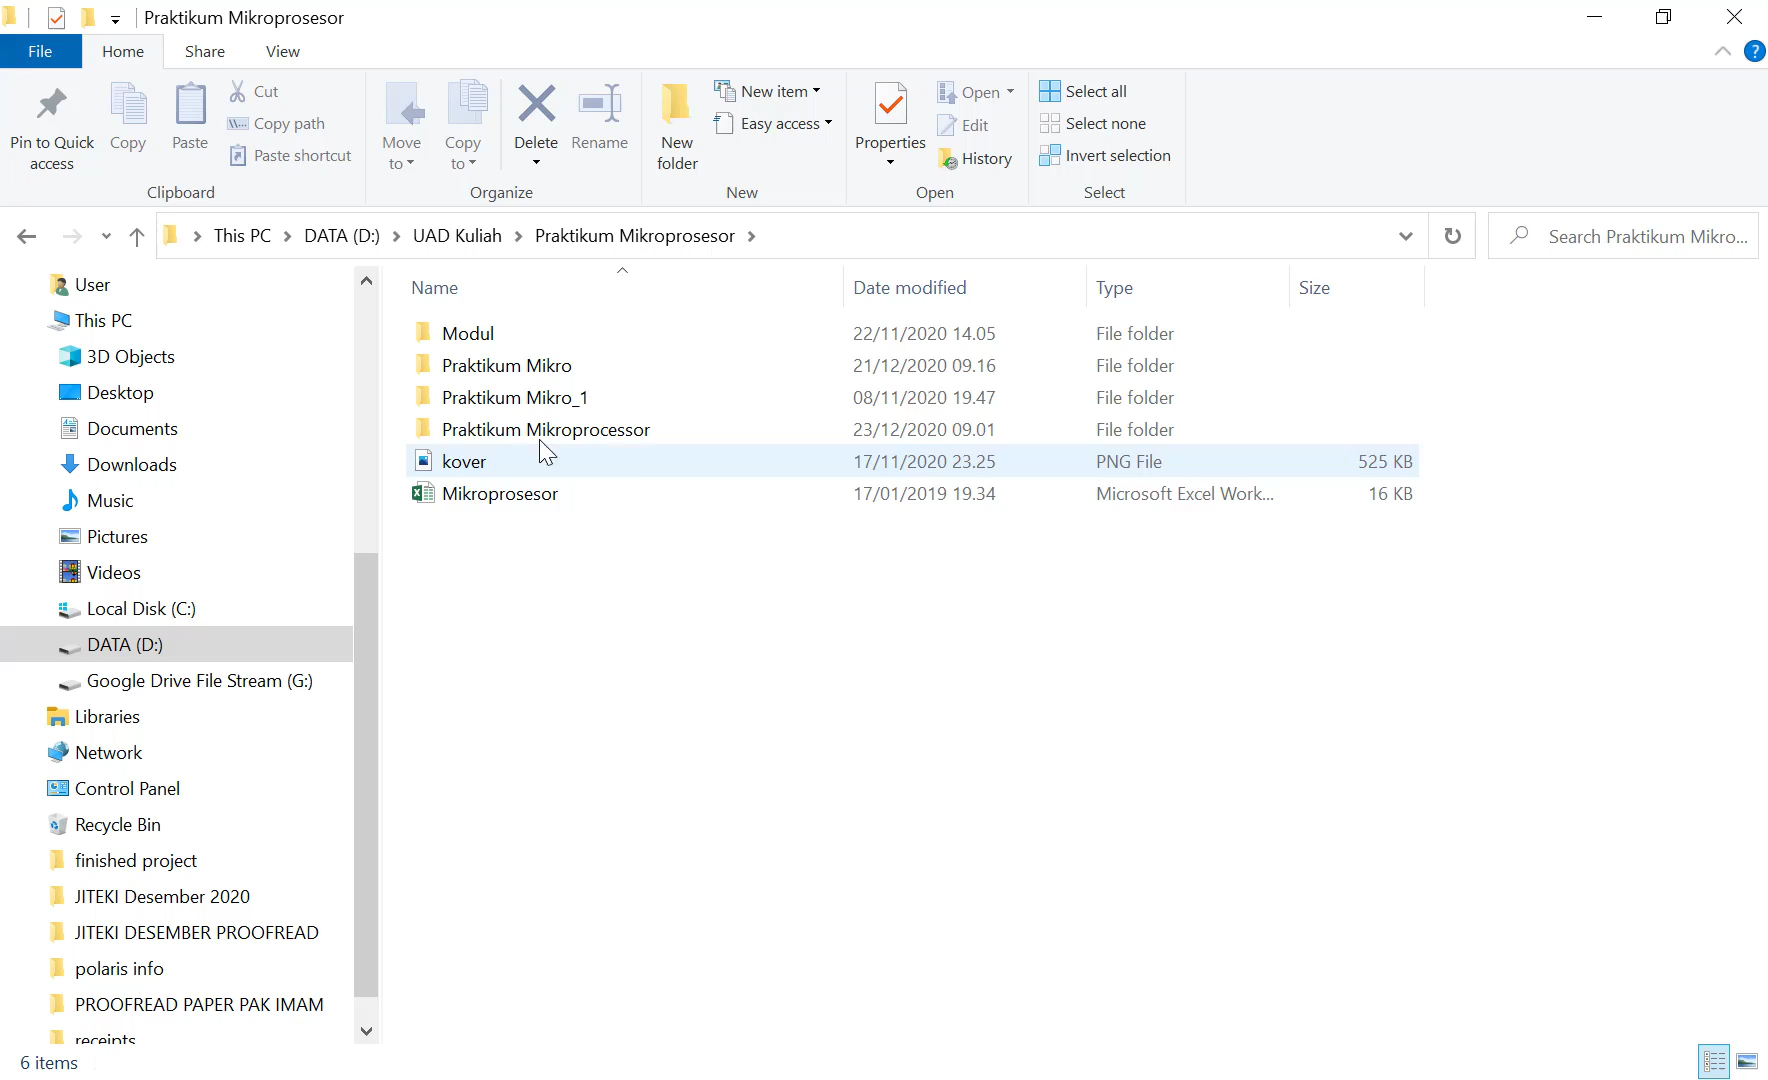 Praktikum Mikroprosesor
File Home Share View ?
Pin to Quick access
Copy
Paste
Cut
Copy path
Paste shortcut
Clipboard
Move to
Copy to
Delete
Rename
Organize
New folder
New item
Easy access
New
Properties
Open
Edit
History
Open
Select all
Select none
Invert selection
Select
This PC > DATA (D:) > UAD Kuliah > Praktikum Mikroprosesor >
Search Praktikum Mikro...
User
This PC
3D Objects
Desktop
Documents
Downloads
Music
Pictures
Videos
Local Disk (C:)
DATA (D:)
Google Drive File Stream (G:)
Libraries
Network
Control Panel
Recycle Bin
finished project
JITEKI Desember 2020
JITEKI DESEMBER PROOFREAD
polaris info
PROOFREAD PAPER PAK IMAM
receipts
Name Date modified Type Size
Modul 22/11/2020 14.05 File folder
Praktikum Mikro 21/12/2020 09.16 File folder
Praktikum Mikro_1 08/11/2020 19.47 File folder
Praktikum Mikroprocessor 23/12/2020 09.01 File folder
kover 17/11/2020 23.25 PNG File 525 KB
Mikroprosesor 17/01/2019 19.34 Microsoft Excel Work... 16 KB
6 items